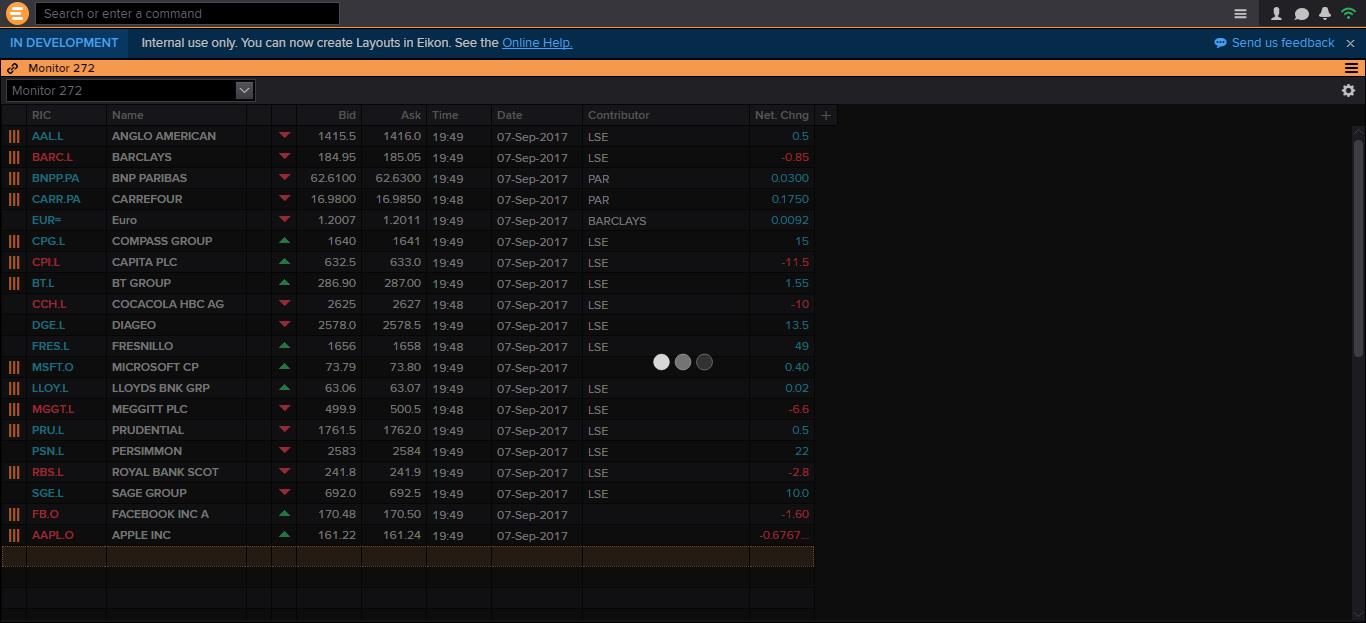 Search or enter a command
IN DEVELOPMENT Internal use only. You can now create Layouts in Eikon. See the Online Help. Send us feedback
Monitor 272
Monitor 272
RIC Name Bid Ask Time Date Contributor Net. Chng +
AAL.L ANGLO AMERICAN 1415.5 1416.0 19:49 07-Sep-2017 LSE 0.5
BARC.L BARCLAYS 184.95 185.05 19:49 07-Sep-2017 LSE -0.85
BNPP.PA BNP PARIBAS 62.6100 62.6300 19:49 07-Sep-2017 PAR 0.0300
CARR.PA CARREFOUR 16.9800 16.9850 19:48 07-Sep-2017 PAR 0.1750
EUR= Euro 1.2007 1.2011 19:49 07-Sep-2017 BARCLAYS 0.0092
CPG.L COMPASS GROUP 1640 1641 19:49 07-Sep-2017 LSE 15
CPI.L CAPITA PLC 632.5 633.0 19:49 07-Sep-2017 LSE -11.5
BT.L BT GROUP 286.90 287.00 19:49 07-Sep-2017 LSE 1.55
CCH.L COCACOLA HBC AG 2625 2627 19:48 07-Sep-2017 LSE -10
DGE.L DIAGEO 2578.0 2578.5 19:49 07-Sep-2017 LSE 13.5
FRES.L FRESNILLO 1656 1658 19:48 07-Sep-2017 LSE 49
MSFT.O MICROSOFT CP 73.79 73.80 19:49 07-Sep-2017 0.40
LLOY.L LLOYDS BNK GRP 63.06 63.07 19:49 07-Sep-2017 LSE 0.02
MGGT.L MEGGITT PLC 499.9 500.5 19:48 07-Sep-2017 LSE -6.6
PRU.L PRUDENTIAL 1761.5 1762.0 19:49 07-Sep-2017 LSE 0.5
PSN.L PERSIMMON 2583 2584 19:49 07-Sep-2017 LSE 22
RBS.L ROYAL BANK SCOT 241.8 241.9 19:49 07-Sep-2017 LSE -2.8
SGE.L SAGE GROUP 692.0 692.5 19:49 07-Sep-2017 LSE 10.0
FB.O FACEBOOK INC A 170.48 170.50 19:49 07-Sep-2017 -1.60
AAPL.O APPLE INC 161.22 161.24 19:49 07-Sep-2017 -0.6767...